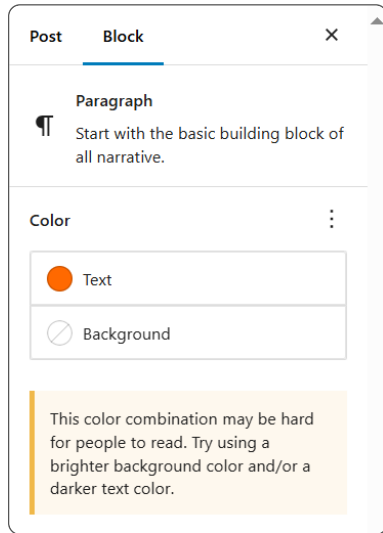 Post Block
Paragraph
Start with the basic building block of
all narrative.
Color
Text
Background
This color combination may be hard
for people to read. Try using a
brighter background color and/or a
darker text color.